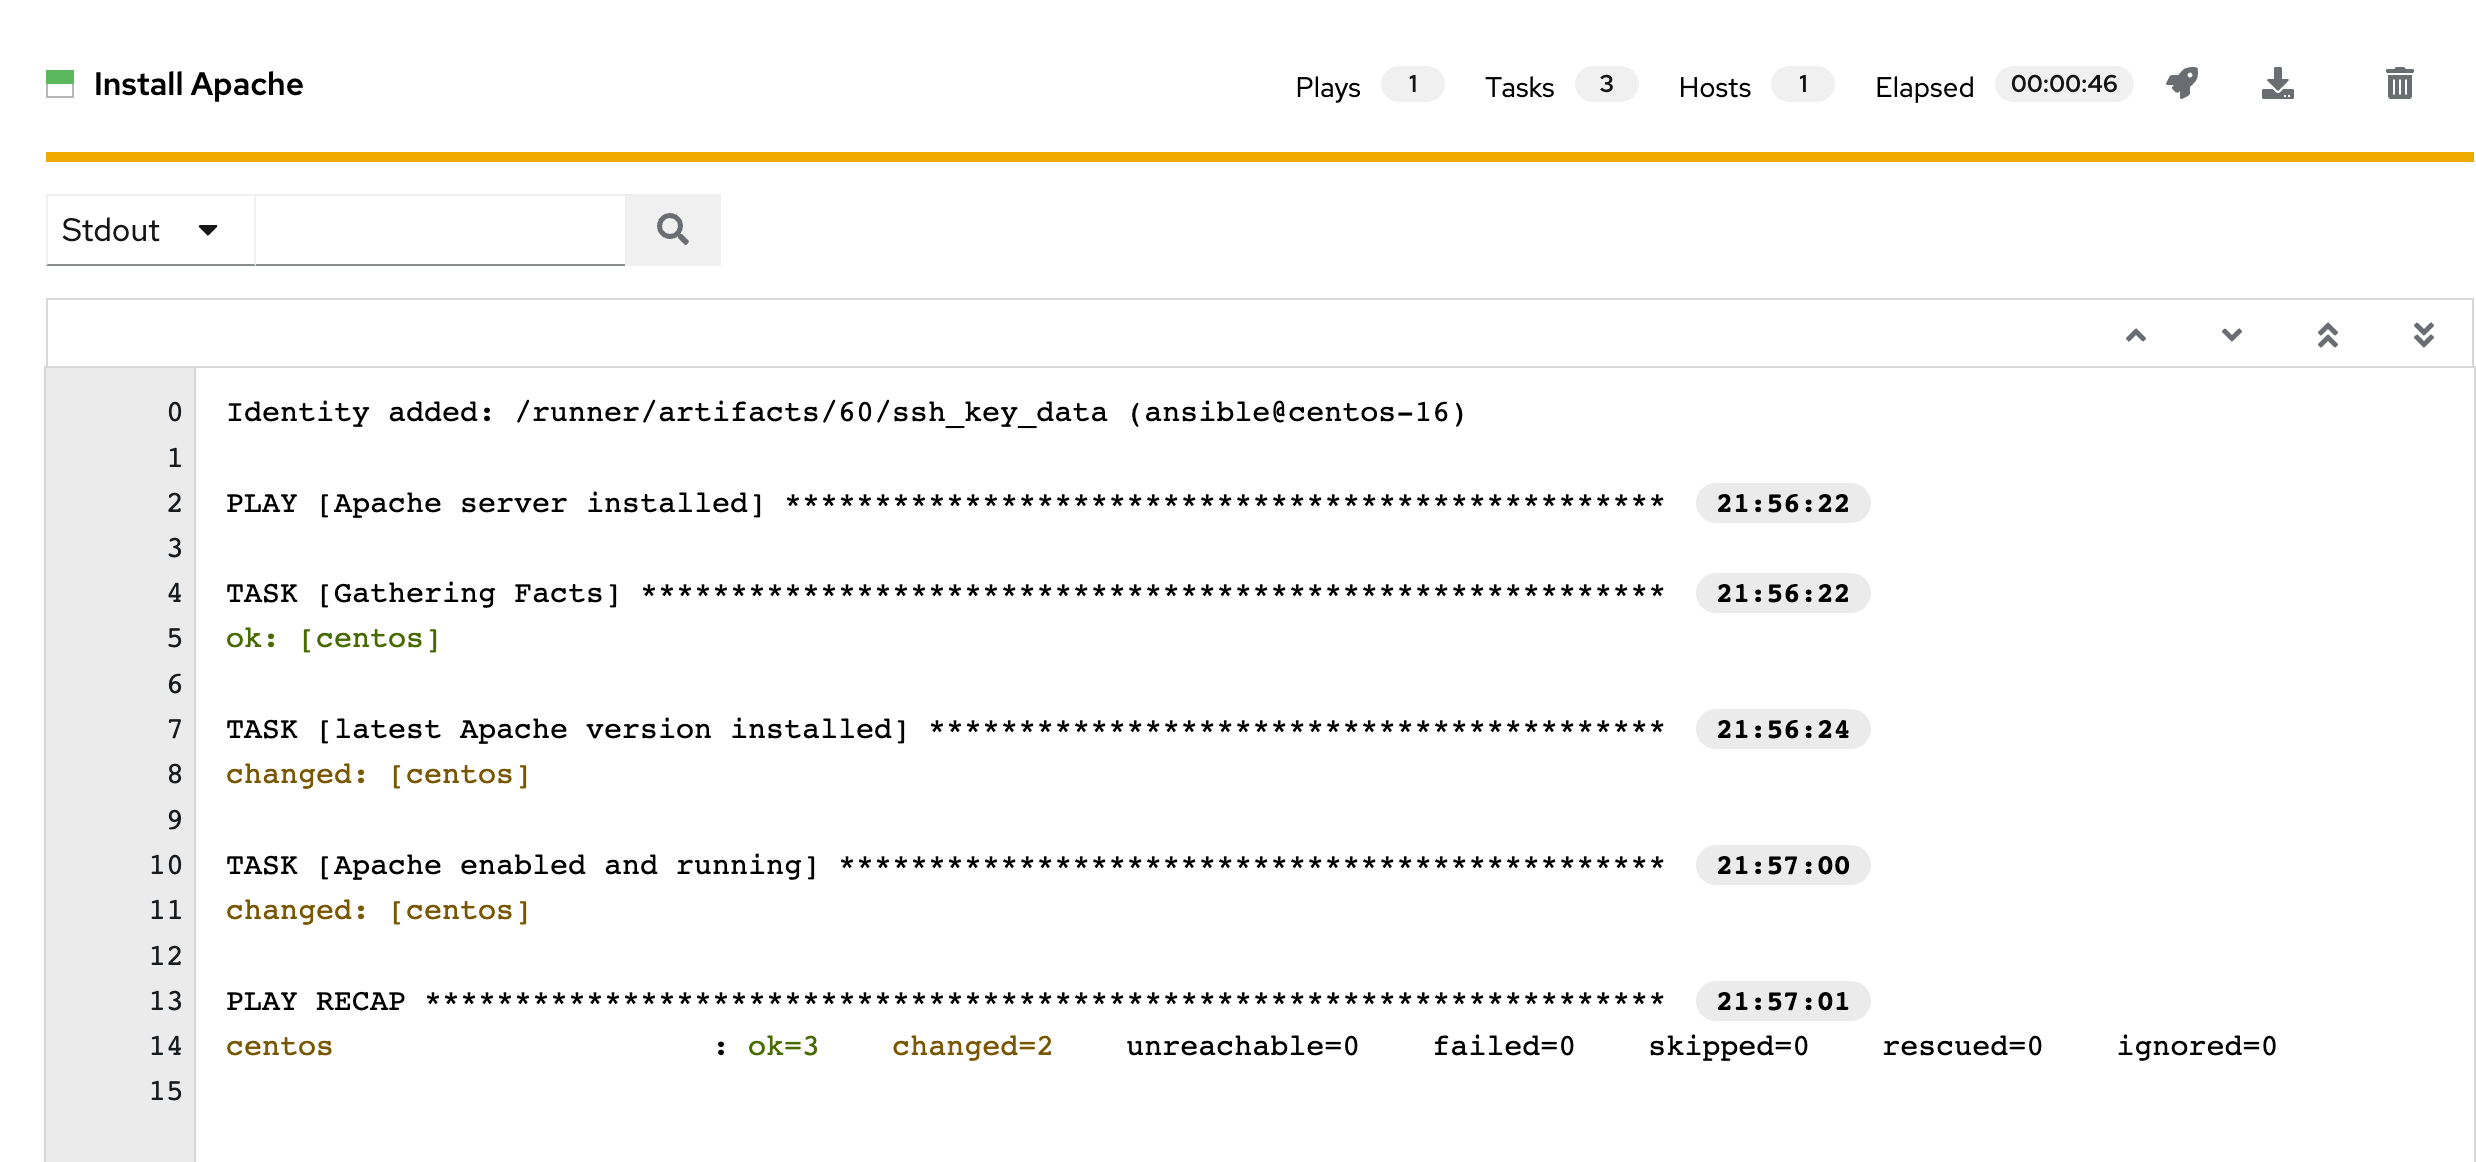 Install Apache Plays 1 Tasks 3 Hosts 1 Elapsed 00:00:46
Stdout
0 Identity added: /runner/artifacts/60/ssh_key_data (ansible@centos-16)
1
2 PLAY [Apache server installed] ************************************************* 21:56:22
3
4 TASK [Gathering Facts] ********************************************************* 21:56:22
5 ok: [centos]
6
7 TASK [latest Apache version installed] ***************************************** 21:56:24
8 changed: [centos]
9
10 TASK [Apache enabled and running] ********************************************** 21:57:00
11 changed: [centos]
12
13 PLAY RECAP ********************************************************************* 21:57:01
14 centos : ok=3 changed=2 unreachable=0 failed=0 skipped=0 rescued=0 ignored=0
15